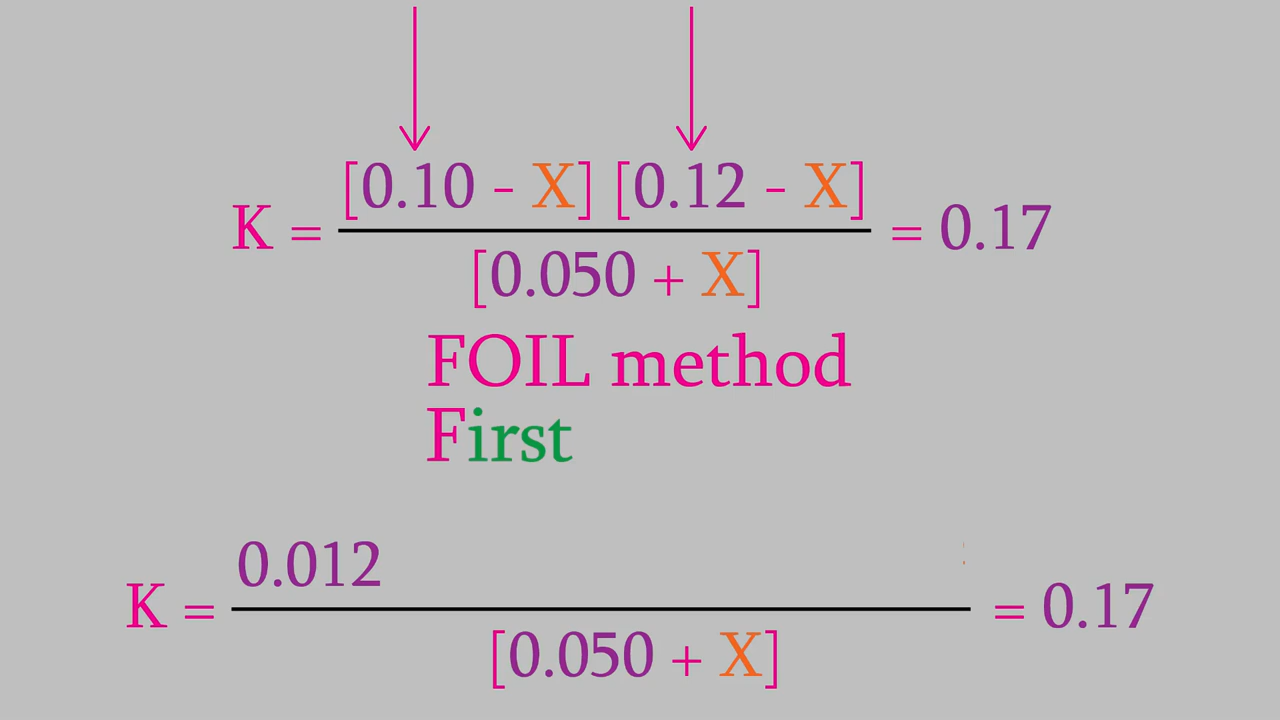 K = [0.10 - X] [0.12 - X] / [0.050 + X] = 0.17
FOIL method
First
K = 0.012 / [0.050 + X] = 0.17